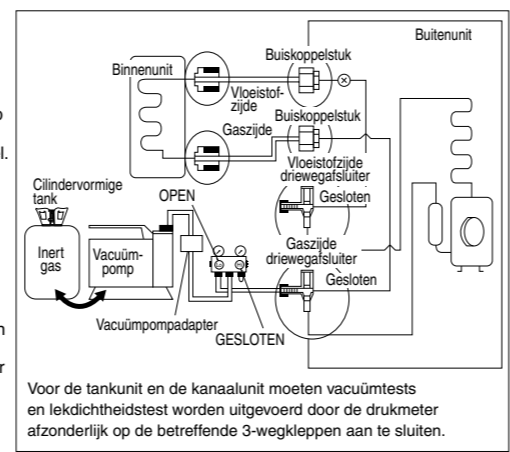 Buitenunit
Binnenunit
Buiskoppelstuk
Vloeistof-
zijde
Gaszijde
Buiskoppelstuk
Vloeistofzijde
driewegafsluiter
Gesloten
Cilindervormige
tank
OPEN
Gaszijde
driewegafsluiter
Gesloten
Inert
gas
Vacuüm-
pomp
Vacuümpompadapter
GESLOTEN
Voor de tankunit en de kanaalunit moeten vacuümtests
en lekdichtheidstest worden uitgevoerd door de drukmeter
afzonderlijk op de betreffende 3-wegkleppen aan te sluiten.